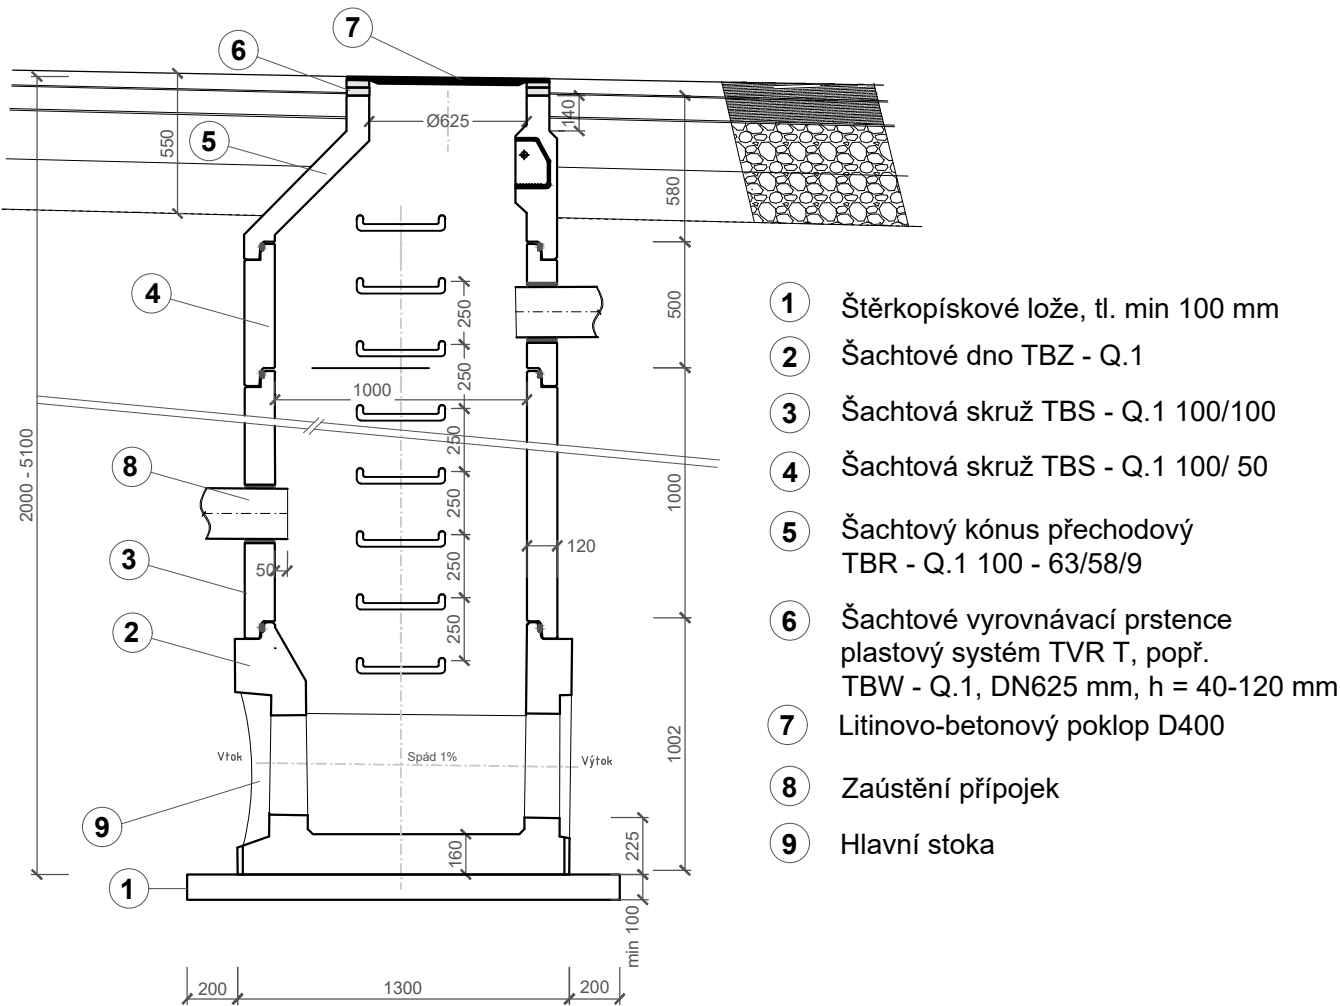 7
6
5
4
8
3
2
9
1
550
2000 - 5100
Ø625
140
580
500
1000
1002
225
min 100
250
250
250
250
250
250
1000
50
120
160
Vtok
Spád 1%
Výtok
200
1300
200
1 Štěrkopískové lože, tl. min 100 mm
2 Šachtové dno TBZ - Q.1
3 Šachtová skruž TBS - Q.1 100/100
4 Šachtová skruž TBS - Q.1 100/ 50
5 Šachtový kónus přechodový
TBR - Q.1 100 - 63/58/9
6 Šachtové vyrovnávací prstence
plastový systém TVR T, popř.
TBW - Q.1, DN625 mm, h = 40-120 mm
7 Litinovo-betonový poklop D400
8 Zaústění přípojek
9 Hlavní stoka